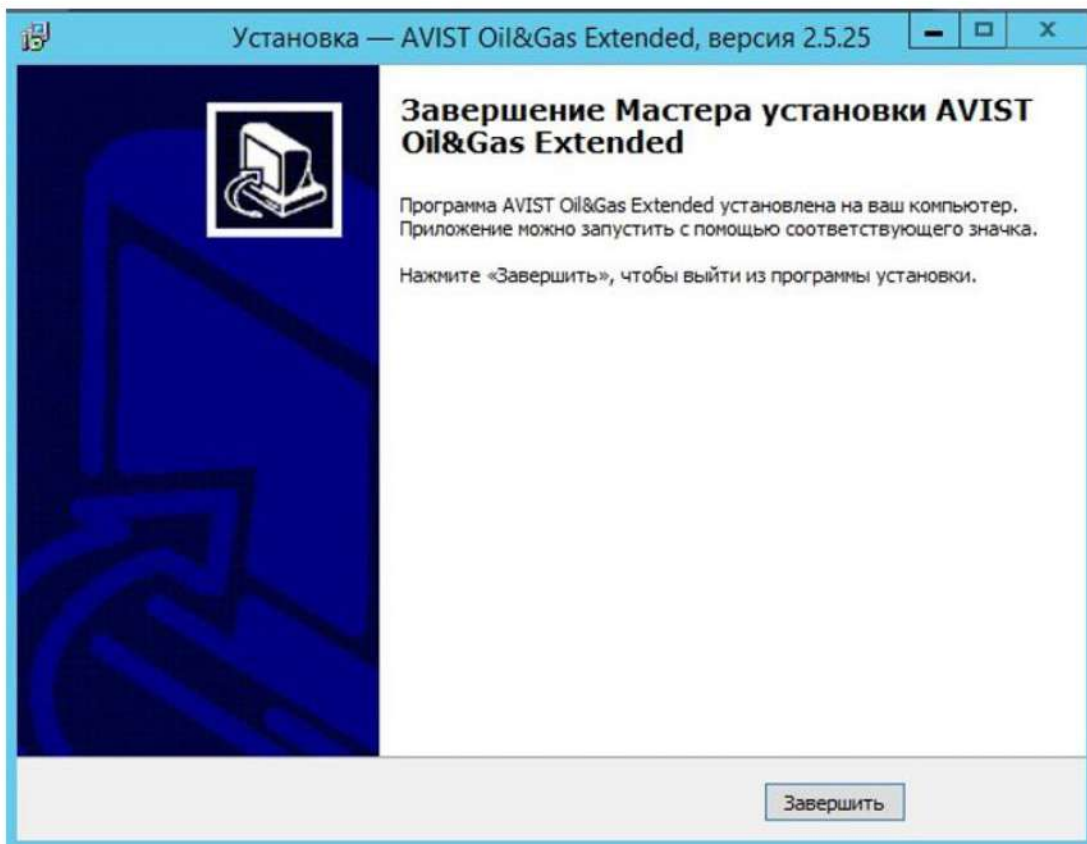 Установка — AVIST Oil&Gas Extended, версия 2.5.25
Завершение Мастера установки AVIST
Oil&Gas Extended
Программа AVIST Oil&Gas Extended установлена на ваш компьютер.
Приложение можно запустить с помощью соответствующего значка.
Нажмите «Завершить», чтобы выйти из программы установки.
Завершить